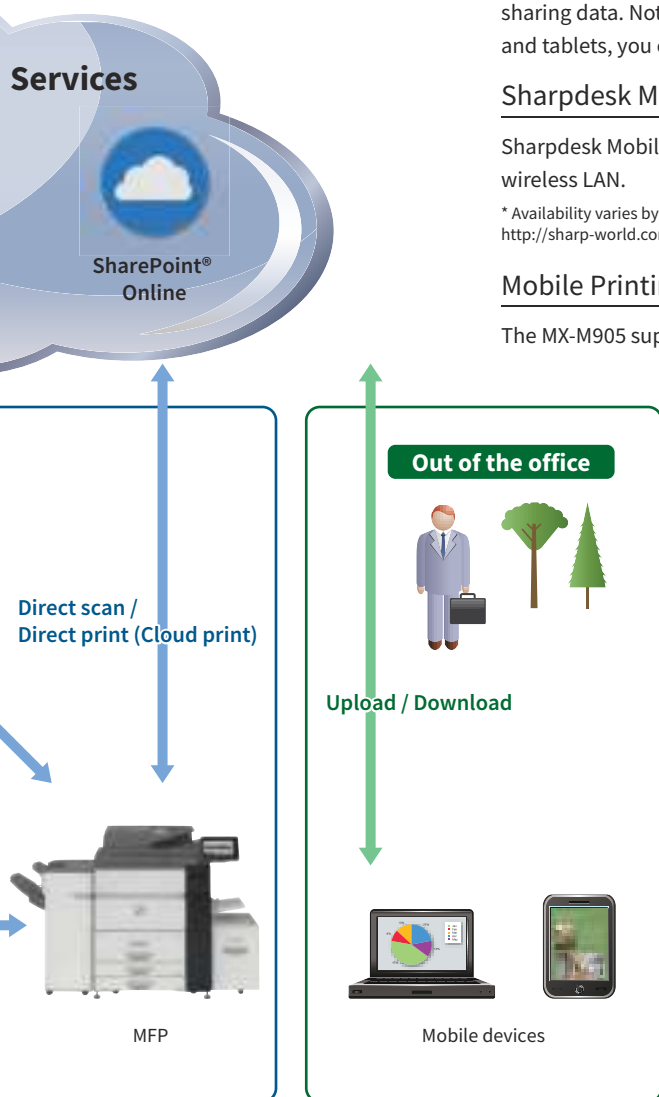 sharing data. Not
and tablets, you
Sharpdesk M
Sharpdesk Mobil
wireless LAN.
* Availability varies by
http://sharp-world.co
Mobile Printi
The MX-M905 sup
Services
SharePoint®
Online
Direct scan /
Direct print (Cloud print)
MFP
Out of the office
Upload / Download
Mobile devices